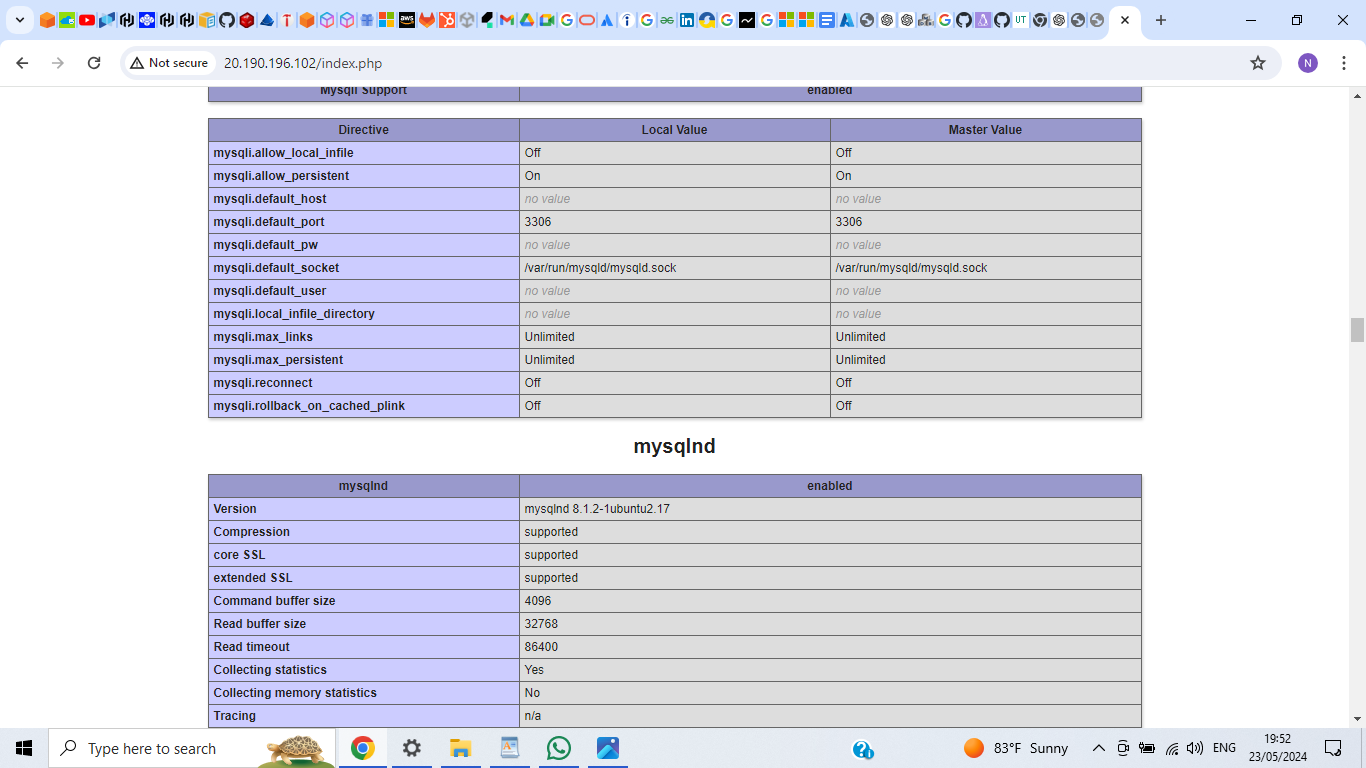 Not secure 20.190.196.102/index.php N
Mysqli Support enabled
Directive Local Value Master Value
mysqli.allow_local_infile Off Off
mysqli.allow_persistent On On
mysqli.default_host no value no value
mysqli.default_port 3306 3306
mysqli.default_pw no value no value
mysqli.default_socket /var/run/mysqld/mysqld.sock /var/run/mysqld/mysqld.sock
mysqli.default_user no value no value
mysqli.local_infile_directory no value no value
mysqli.max_links Unlimited Unlimited
mysqli.max_persistent Unlimited Unlimited
mysqli.reconnect Off Off
mysqli.rollback_on_cached_plink Off Off
mysqlnd
mysqlnd enabled
Version mysqlnd 8.1.2-1ubuntu2.17
Compression supported
core SSL supported
extended SSL supported
Command buffer size 4096
Read buffer size 32768
Read timeout 86400
Collecting statistics Yes
Collecting memory statistics No
Tracing n/a
Type here to search 83°F Sunny ENG 19:52
23/05/2024